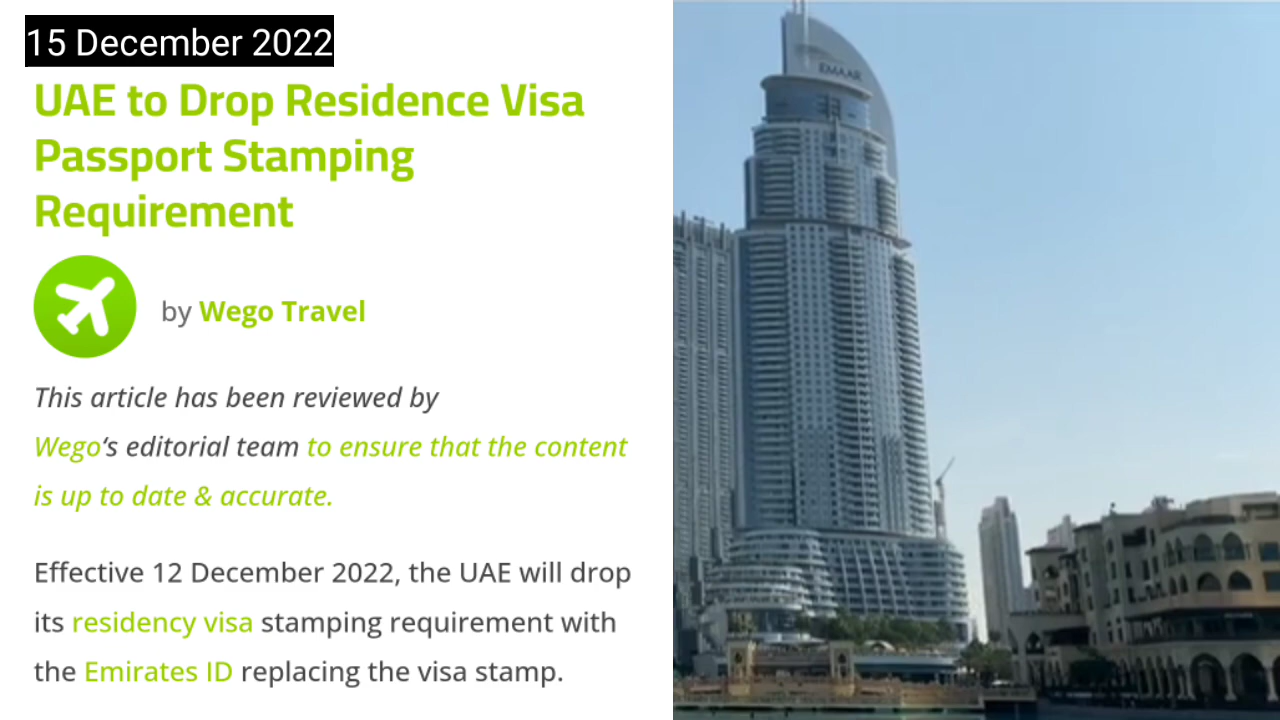 15 December 2022
UAE to Drop Residence Visa
Passport Stamping
Requirement
by Wego Travel
This article has been reviewed by
Wego's editorial team to ensure that the content
is up to date & accurate.
Effective 12 December 2022, the UAE will drop
its residency visa stamping requirement with
the Emirates ID replacing the visa stamp.
EMAAR